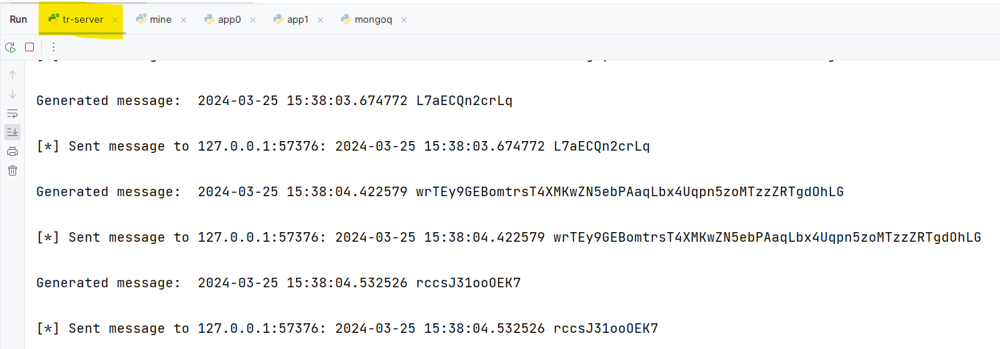 Run tr-server mine app0 app1 mongoq
Generated message:  2024-03-25 15:38:03.674772 L7aECQn2crLq
[*] Sent message to 127.0.0.1:57376: 2024-03-25 15:38:03.674772 L7aECQn2crLq
Generated message:  2024-03-25 15:38:04.422579 wrTEy9GEBomtrsT4XMKwZN5ebPAaqLbx4Uqpn5zoMTzzZRTgdOhLG
[*] Sent message to 127.0.0.1:57376: 2024-03-25 15:38:04.422579 wrTEy9GEBomtrsT4XMKwZN5ebPAaqLbx4Uqpn5zoMTzzZRTgdOhLG
Generated message:  2024-03-25 15:38:04.532526 rccsJ31ooOEK7
[*] Sent message to 127.0.0.1:57376: 2024-03-25 15:38:04.532526 rccsJ31ooOEK7